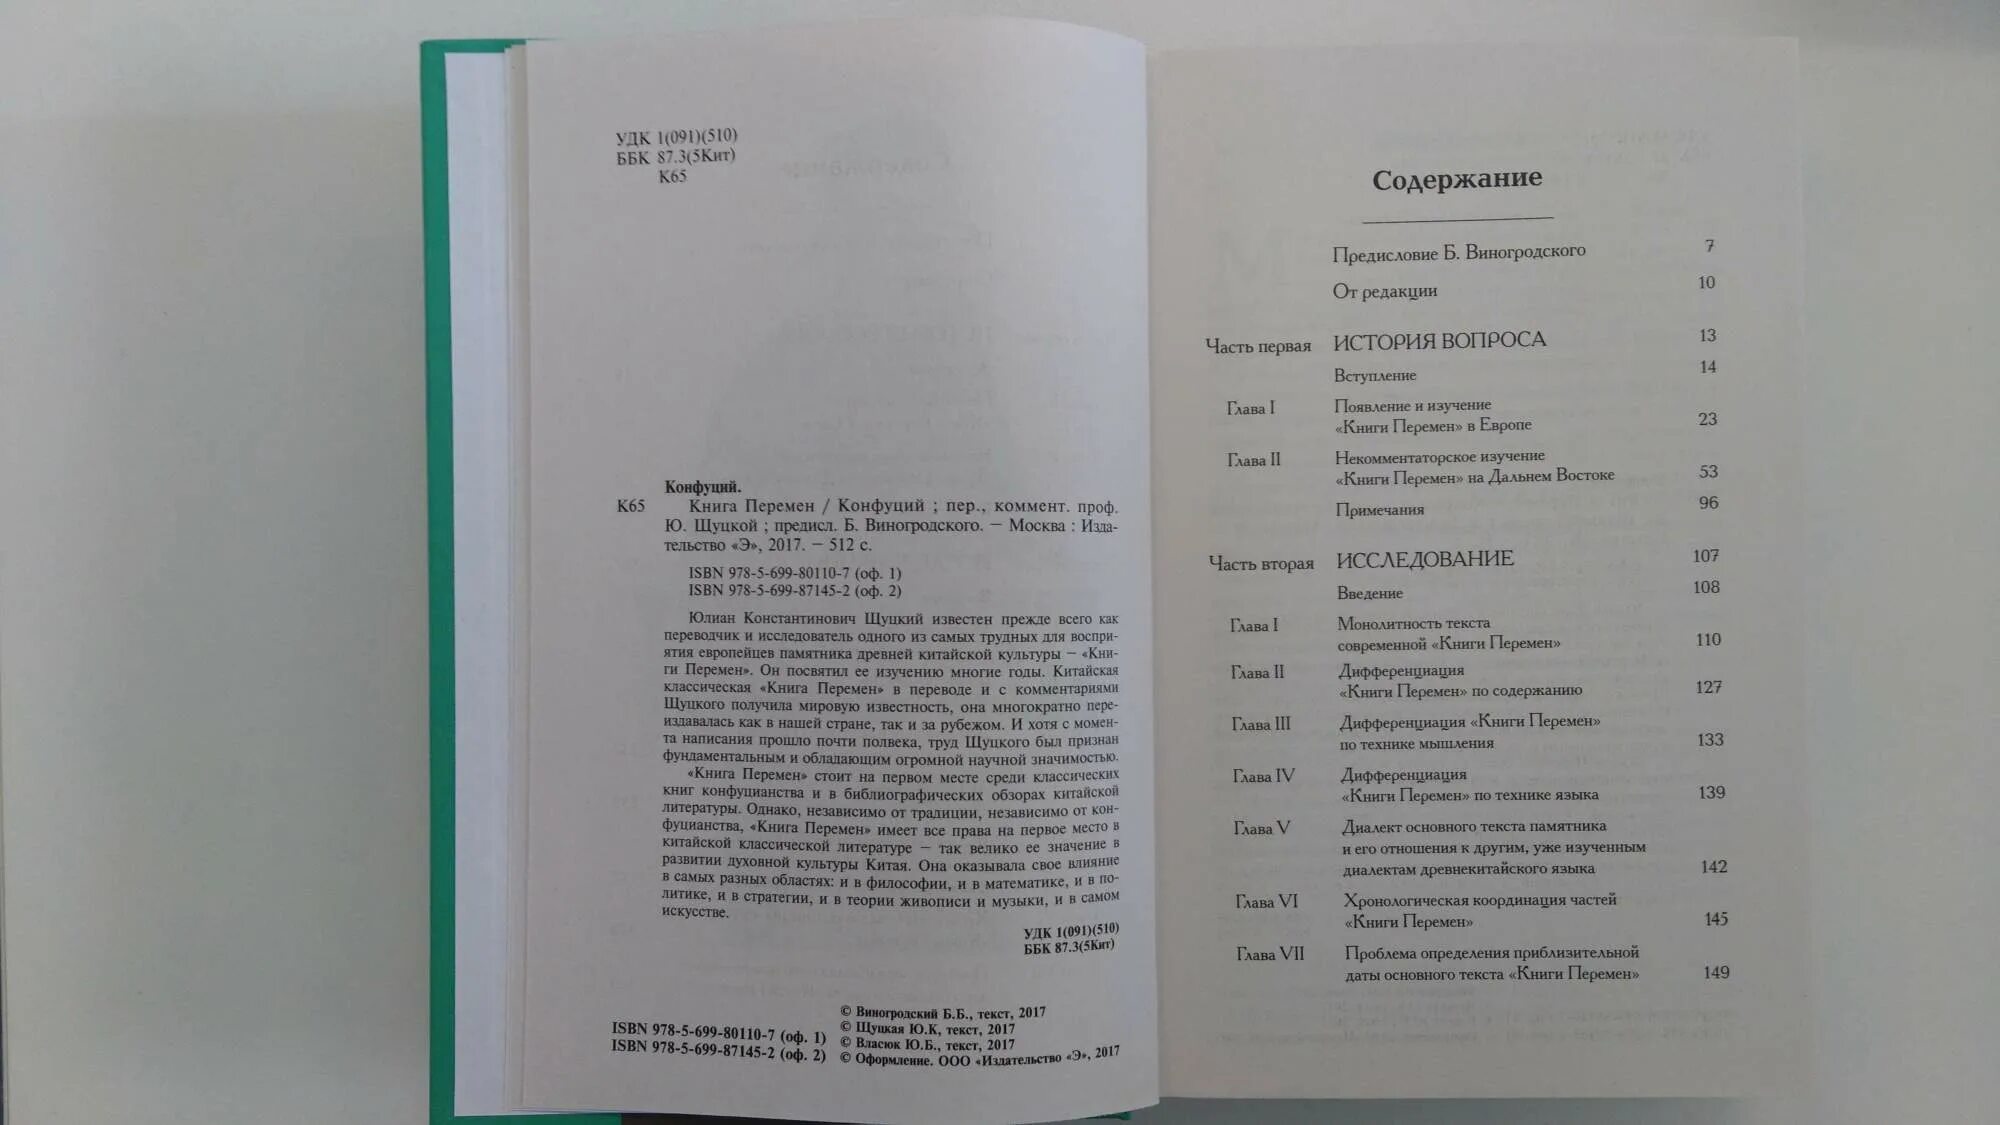 УДК 1(091)(510)
ББК 87.3(5Кит)
К65
Конфуций.
К65 Книга Перемен / Конфуций ; пер., коммент. проф.
Ю. Щуцкой ; предисл. Б. Виногродского. — Москва : Изда-
тельство «Э», 2017. — 512 с.
ISBN 978-5-699-80110-7 (оф. 1)
ISBN 978-5-699-87145-2 (оф. 2)
Юлиан Константинович Щуцкий известен прежде всего как
переводчик и исследователь одного из самых трудных для воспри-
ятия европейцев памятника древней китайской культуры — «Кни-
ги Перемен». Он посвятил ее изучению многие годы. Китайская
классическая «Книга Перемен» в переводе и с комментариями
Щуцкого получила мировую известность, она многократно пере-
издавалась как в нашей стране, так и за рубежом. И хотя с момен-
та написания прошло почти полвека, труд Щуцкого был признан
фундаментальным и обладающим огромной научной значимостью.
«Книга Перемен» стоит на первом месте среди классических
книг конфуцианства и в библиографических обзорах китайской
литературы. Однако, независимо от традиции, независимо от кон-
фуцианства, «Книга Перемен» имеет все права на первое место в
китайской классической литературе — так велико ее значение в
развитии духовной культуры Китая. Она оказывала свое влияние
в самых разных областях: и в философии, и в математике, и в по-
литике, и в стратегии, и в теории живописи и музыки, и в самом
искусстве.
УДК 1(091)(510)
ББК 87.3(5Кит)
ISBN 978-5-699-80110-7 (оф. 1)
ISBN 978-5-699-87145-2 (оф. 2)
© Виногродский Б.Б., текст, 2017
© Щуцкая Ю.К, текст, 2017
© Власюк Ю.Б., текст, 2017
© Оформление. ООО «Издательство «Э», 2017
Содержание
Предисловие Б. Виногродского 7
От редакции 10
Часть первая ИСТОРИЯ ВОПРОСА 13
Вступление 14
Глава I Появление и изучение
«Книги Перемен» в Европе 23
Глава II Некомментаторское изучение
«Книги Перемен» на Дальнем Востоке 53
Примечания 96
Часть вторая ИССЛЕДОВАНИЕ 107
Введение 108
Глава I Монолитность текста
современной «Книги Перемен» 110
Глава II Дифференциация
«Книги Перемен» по содержанию 127
Глава III Дифференциация «Книги Перемен»
по технике мышления 133
Глава IV Дифференциация
«Книги Перемен» по технике языка 139
Глава V Диалект основного текста памятника
и его отношения к другим, уже изученным
диалектам древнекитайского языка 142
Глава VI Хронологическая координация частей
«Книги Перемен» 145
Глава VII Проблема определения приблизительной
даты основного текста «Книги Перемен» 149